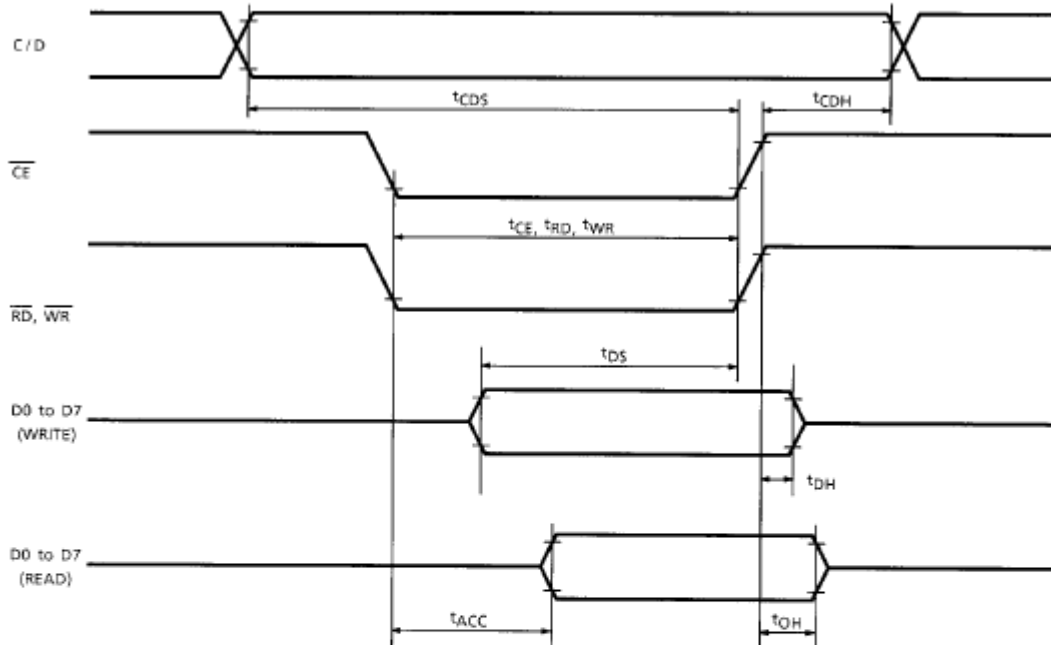 C/D
tCDS
tCDH
CE
tCE, tRD, tWR
RD, WR
tDS
D0 to D7
(WRITE)
tDH
D0 to D7
(READ)
tACC
tOH